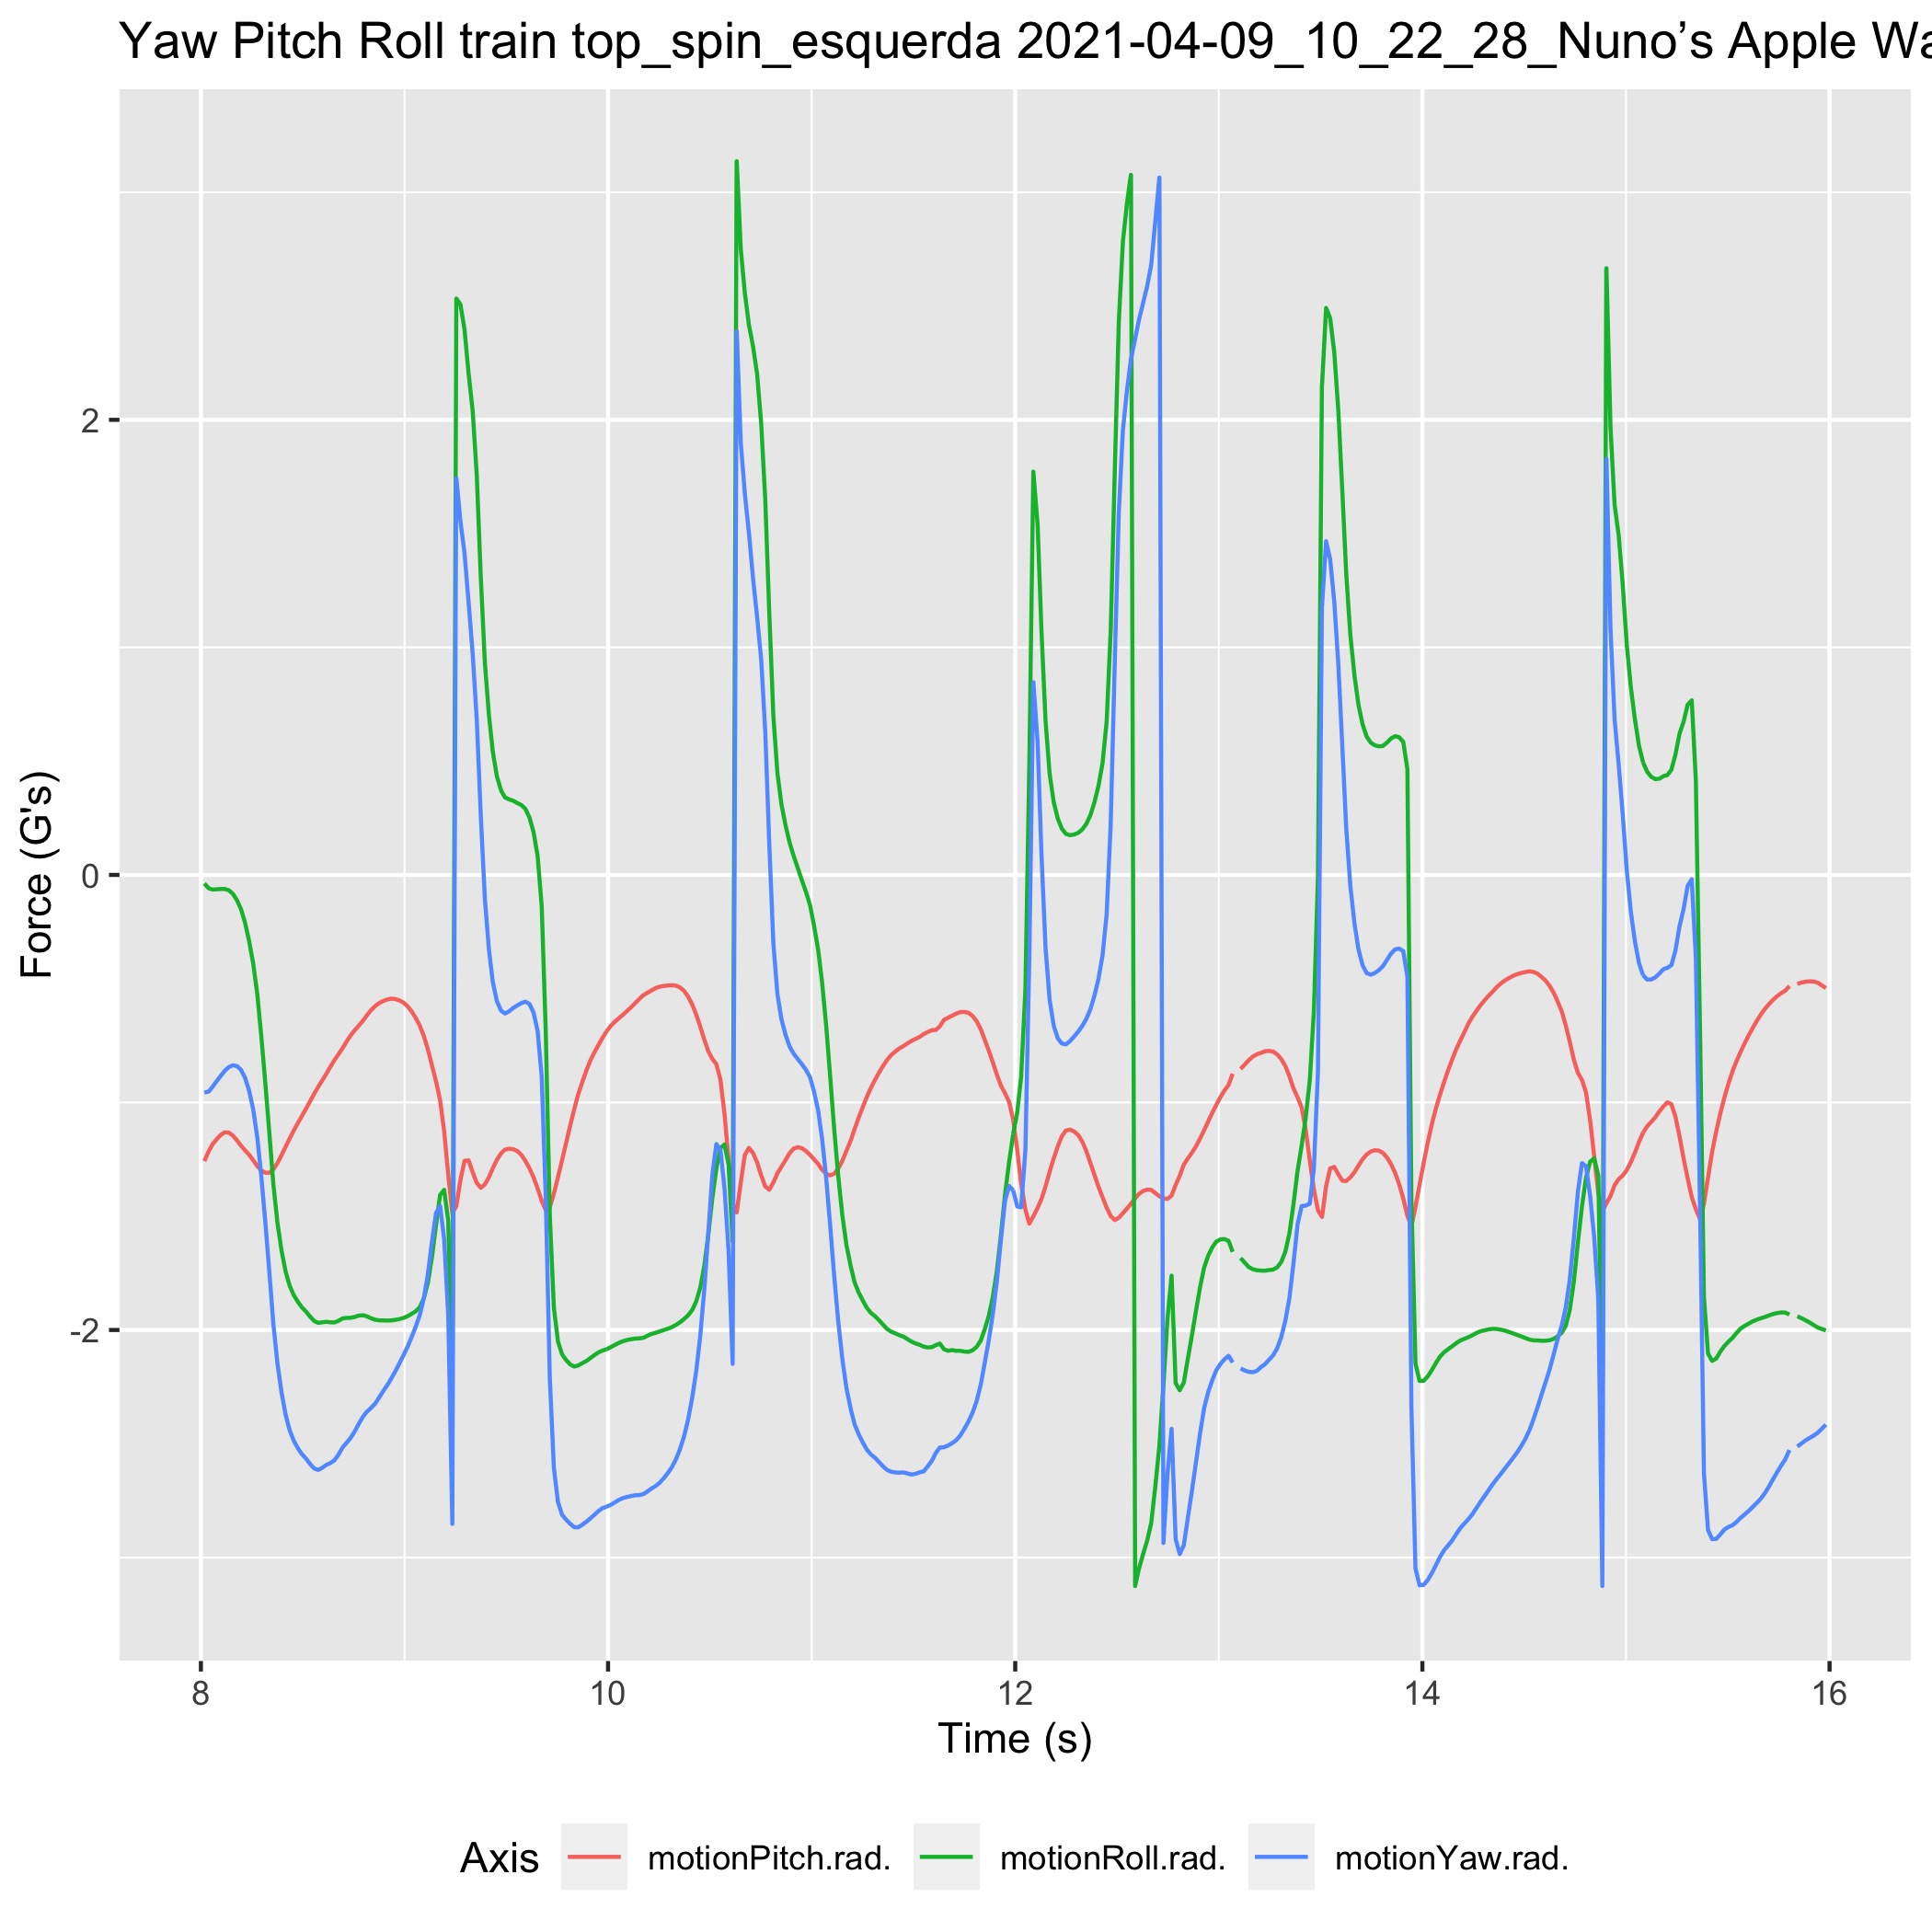 Yaw Pitch Roll train top_spin_esquerda 2021-04-09_10_22_28_Nuno’s Apple Wa
Force (G's)
2
0
-2
8 10 12 14 16
Time (s)
Axis motionPitch.rad. motionRoll.rad. motionYaw.rad.